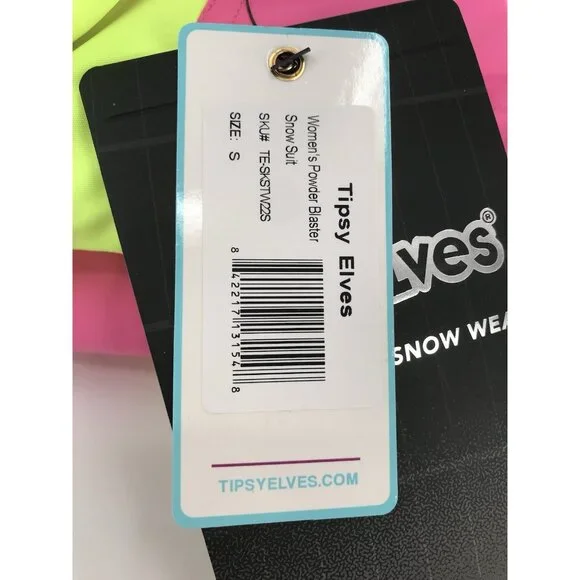 Tipsy Elves
Women's Powder Blaster
Snow Suit
SKU# TE-SKSTW22S
SIZE: S
8 42217 13154 8
TIPSYELVES.COM
lves®
SNOW WEA